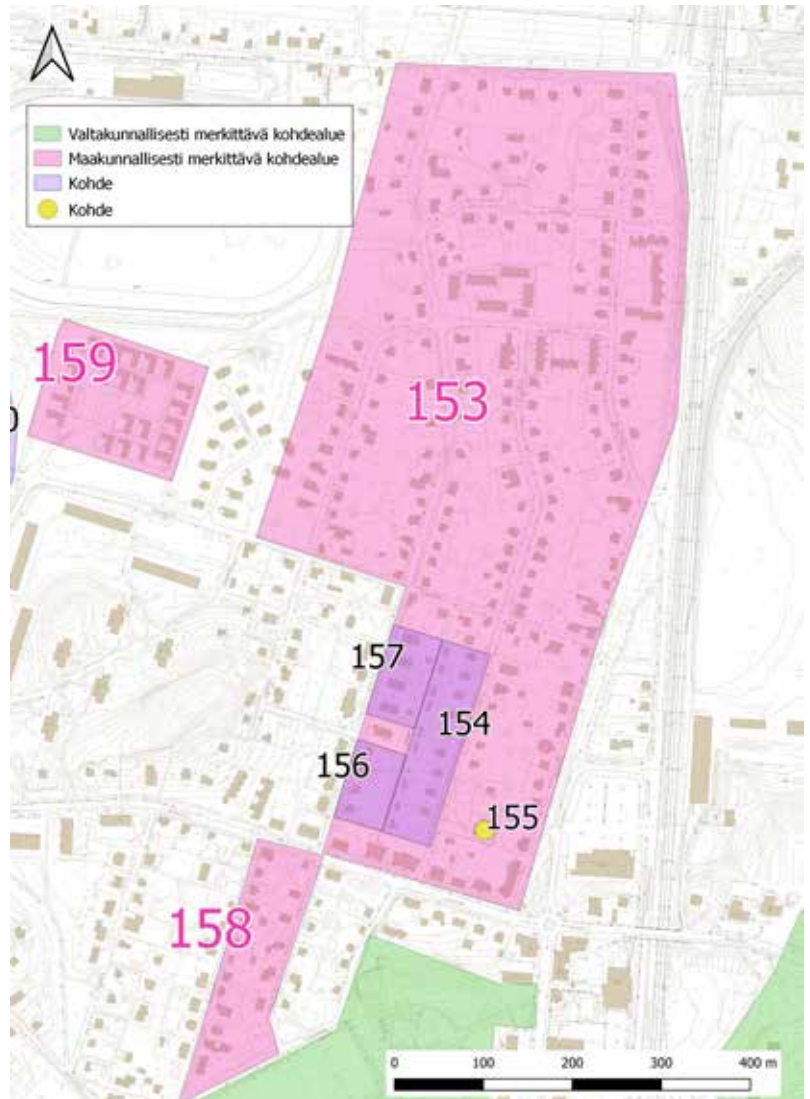 Valtakunnallisesti merkittävä kohdealue
Maakunnallisesti merkittävä kohdealue
Kohde
Kohde
159
153
0
157
154
156
155
158
0 100 200 300 400 m